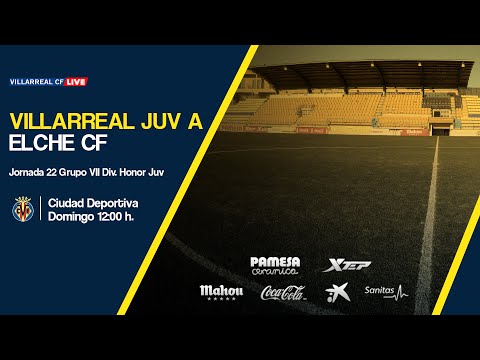 VILLARREAL CF LIVE
VILLARREAL JUV A
ELCHE CF
Jornada 22 Grupo VII Div. Honor Juv
Ciudad Deportiva
Domingo 12:00 h.
PAMESA
ceramica
XTEP
Mahou
Coca-Cola
Sanitas